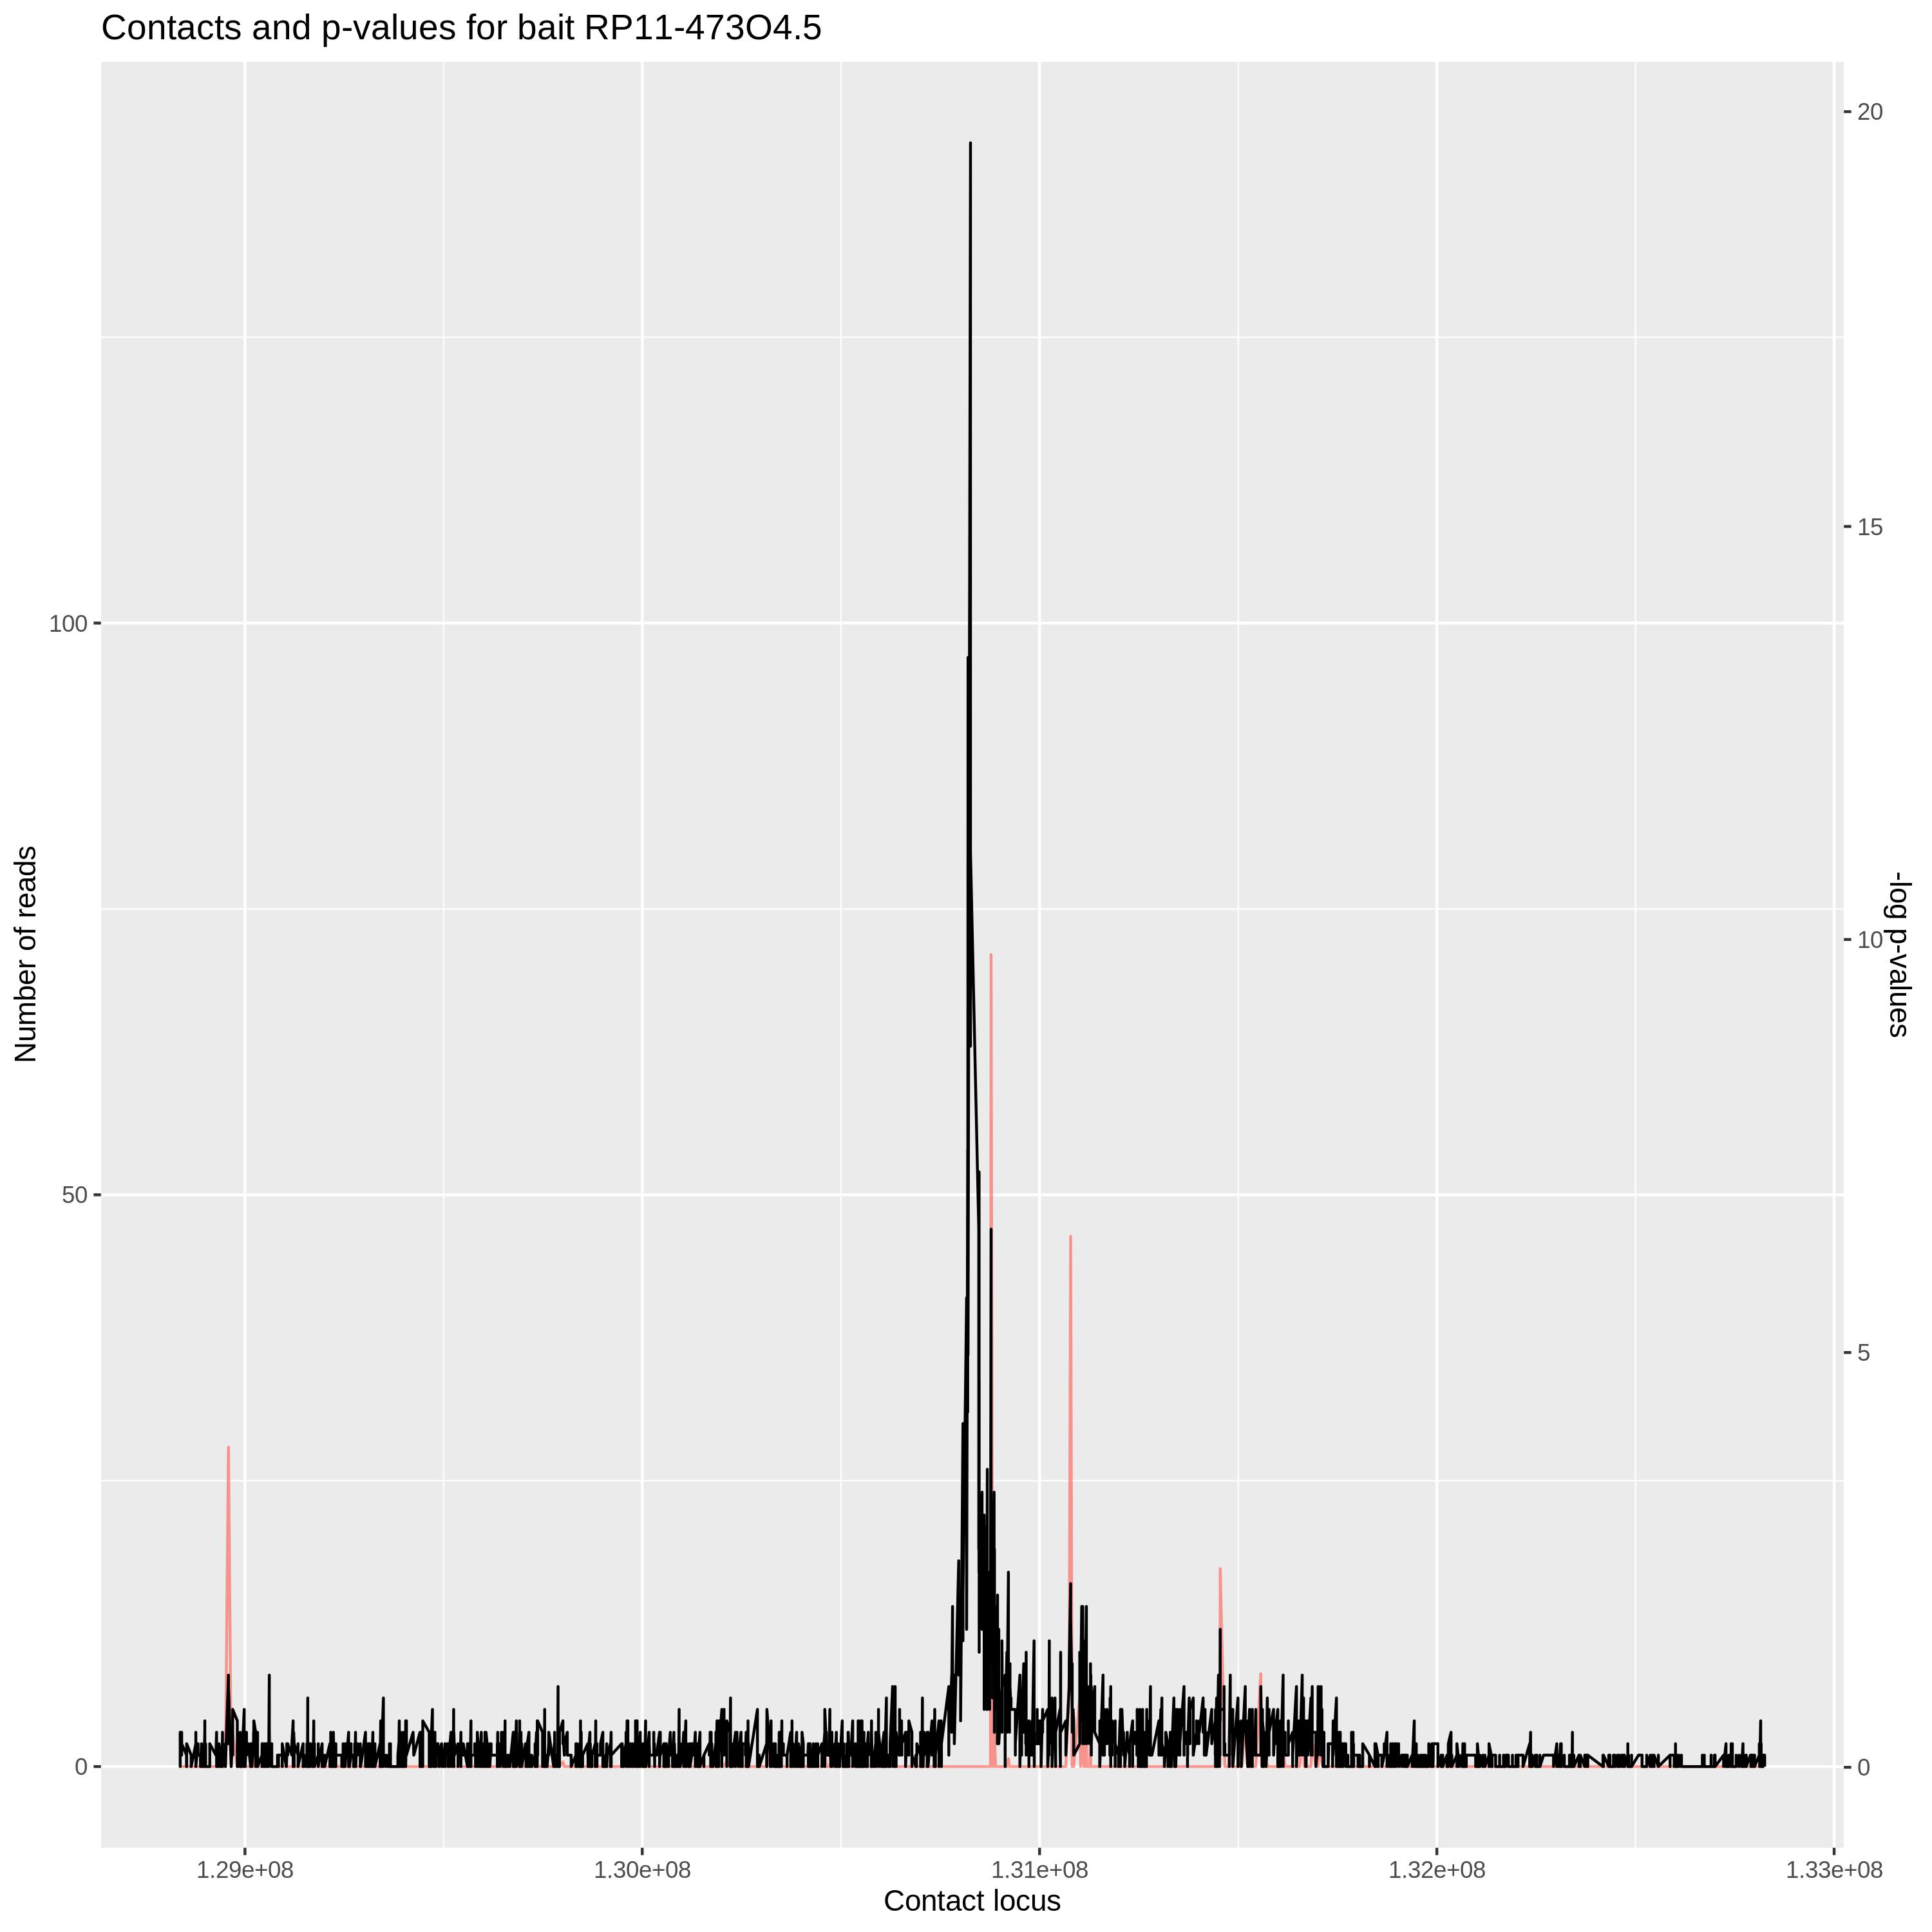 Contacts and p-values for bait RP11-473O4.5
Number of reads
100
50
0
20
15
10
5
0
-log p-values
1.29e+08
1.30e+08
1.31e+08
1.32e+08
1.33e+08
Contact locus